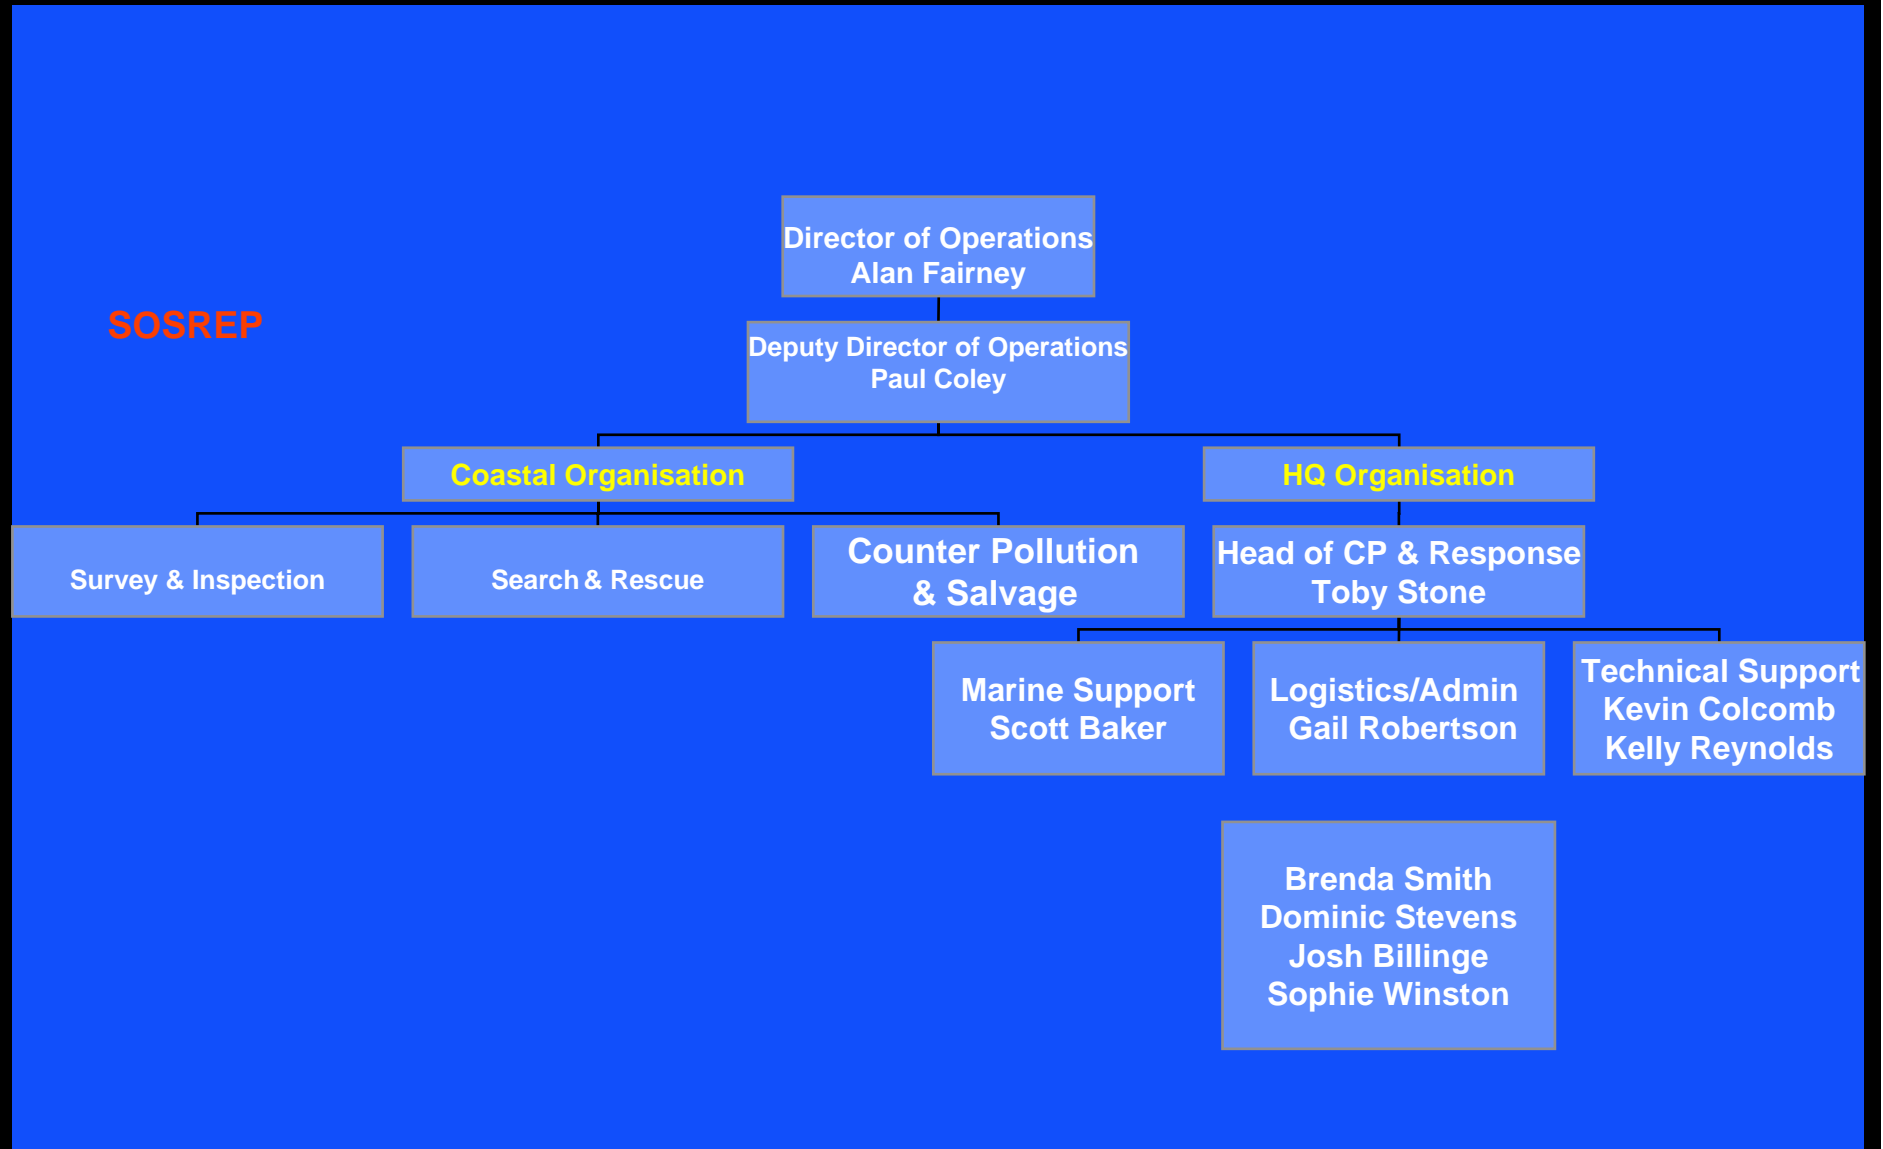 Director of Operations
Alan Fairney
SOSREP
Deputy Director of Operations
Paul Coley
Coastal Organisation
HQ Organisation
Survey & Inspection
Search & Rescue
Counter Pollution
& Salvage
Head of CP & Response
Toby Stone
Marine Support
Scott Baker
Logistics/Admin
Gail Robertson
Technical Support
Kevin Colcomb
Kelly Reynolds
Brenda Smith
Dominic Stevens
Josh Billinge
Sophie Winston